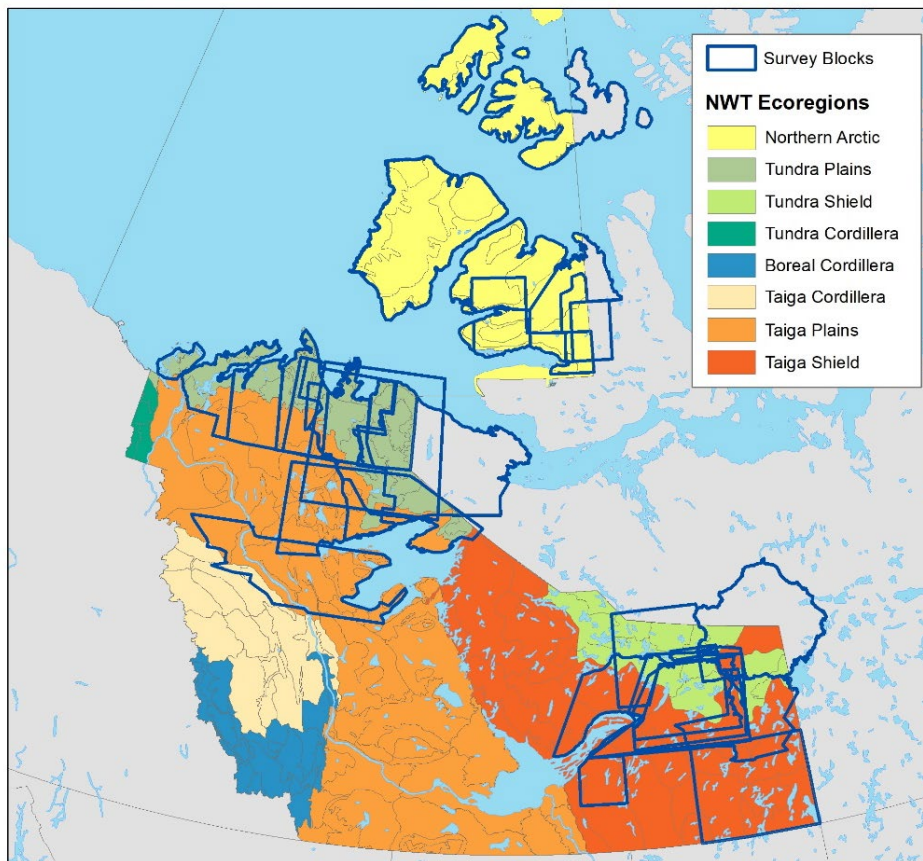 Survey Blocks
NWT Ecoregions
Northern Arctic
Tundra Plains
Tundra Shield
Tundra Cordillera
Boreal Cordillera
Taiga Cordillera
Taiga Plains
Taiga Shield